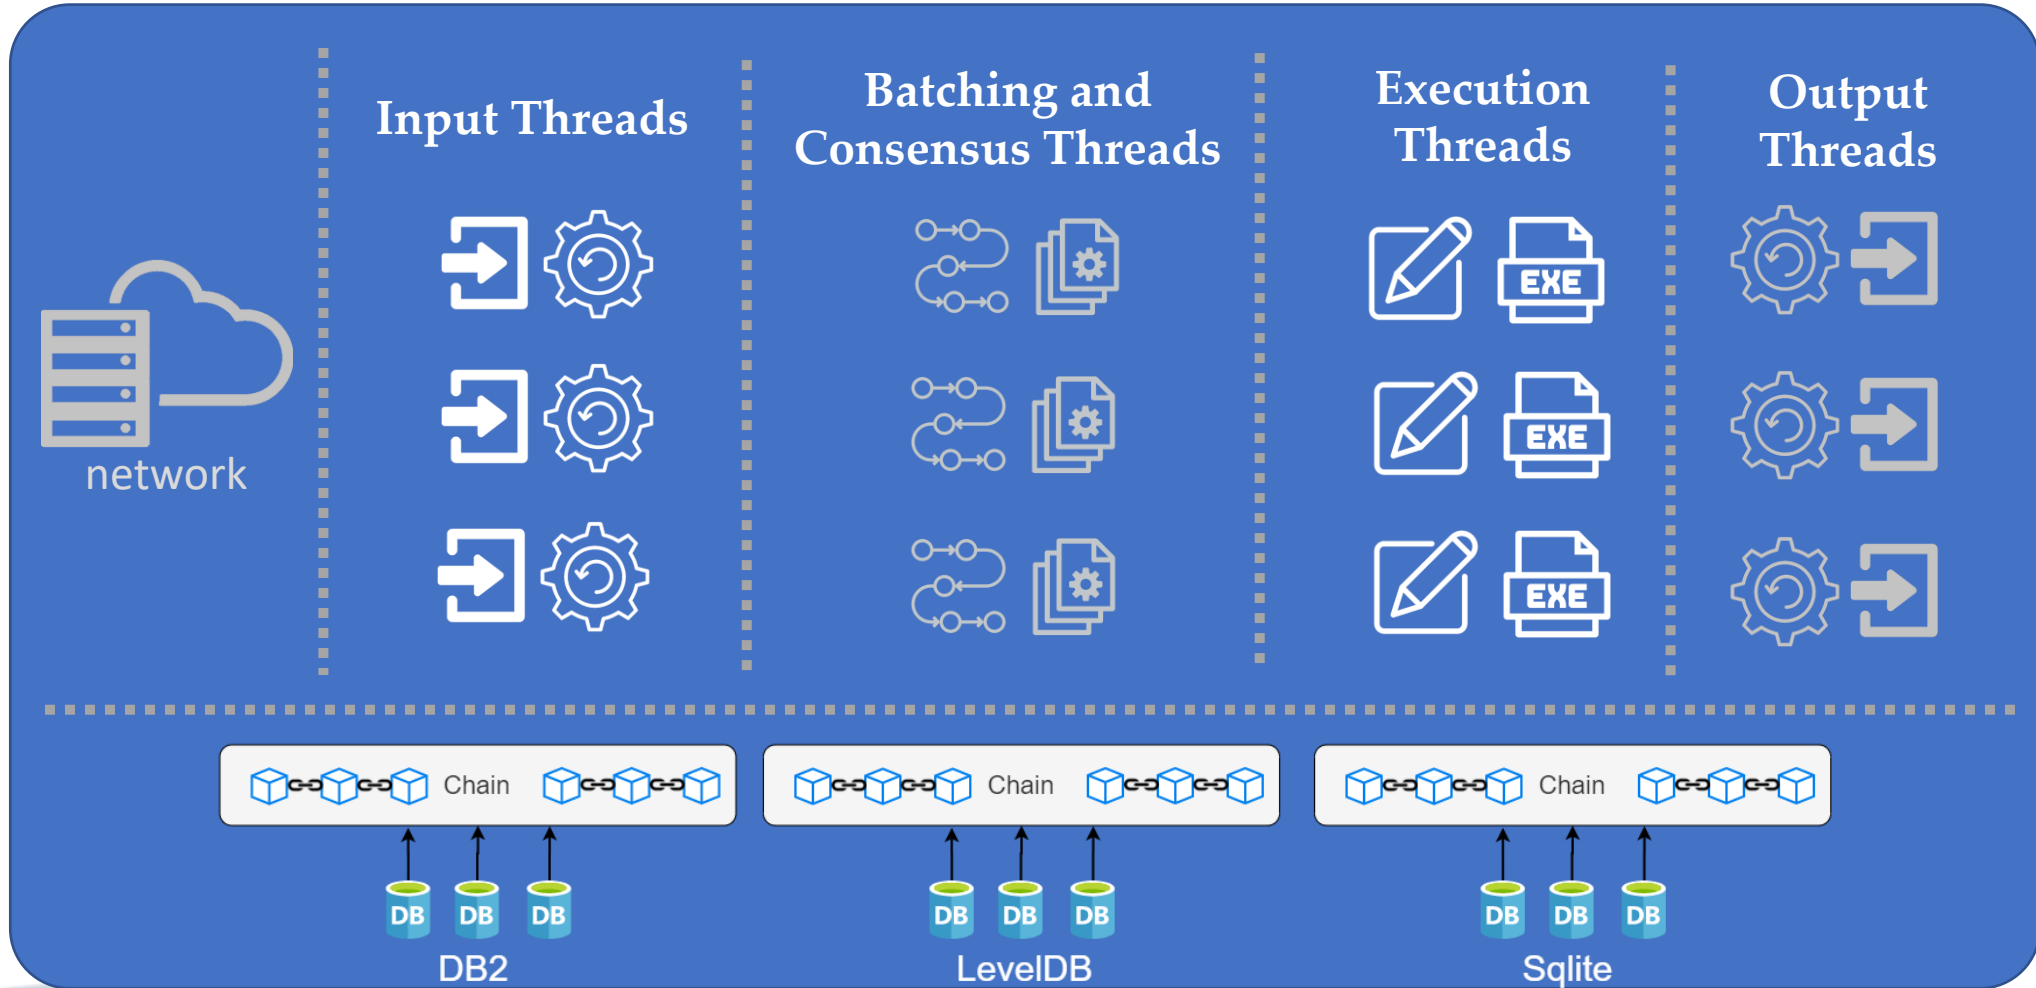 Input Threads
Batching and
Consensus Threads
Execution
Threads
Output
Threads
network
EXE
EXE
EXE
Chain
Chain
Chain
DB DB DB
DB DB DB
DB DB DB
DB2
LevelDB
Sqlite